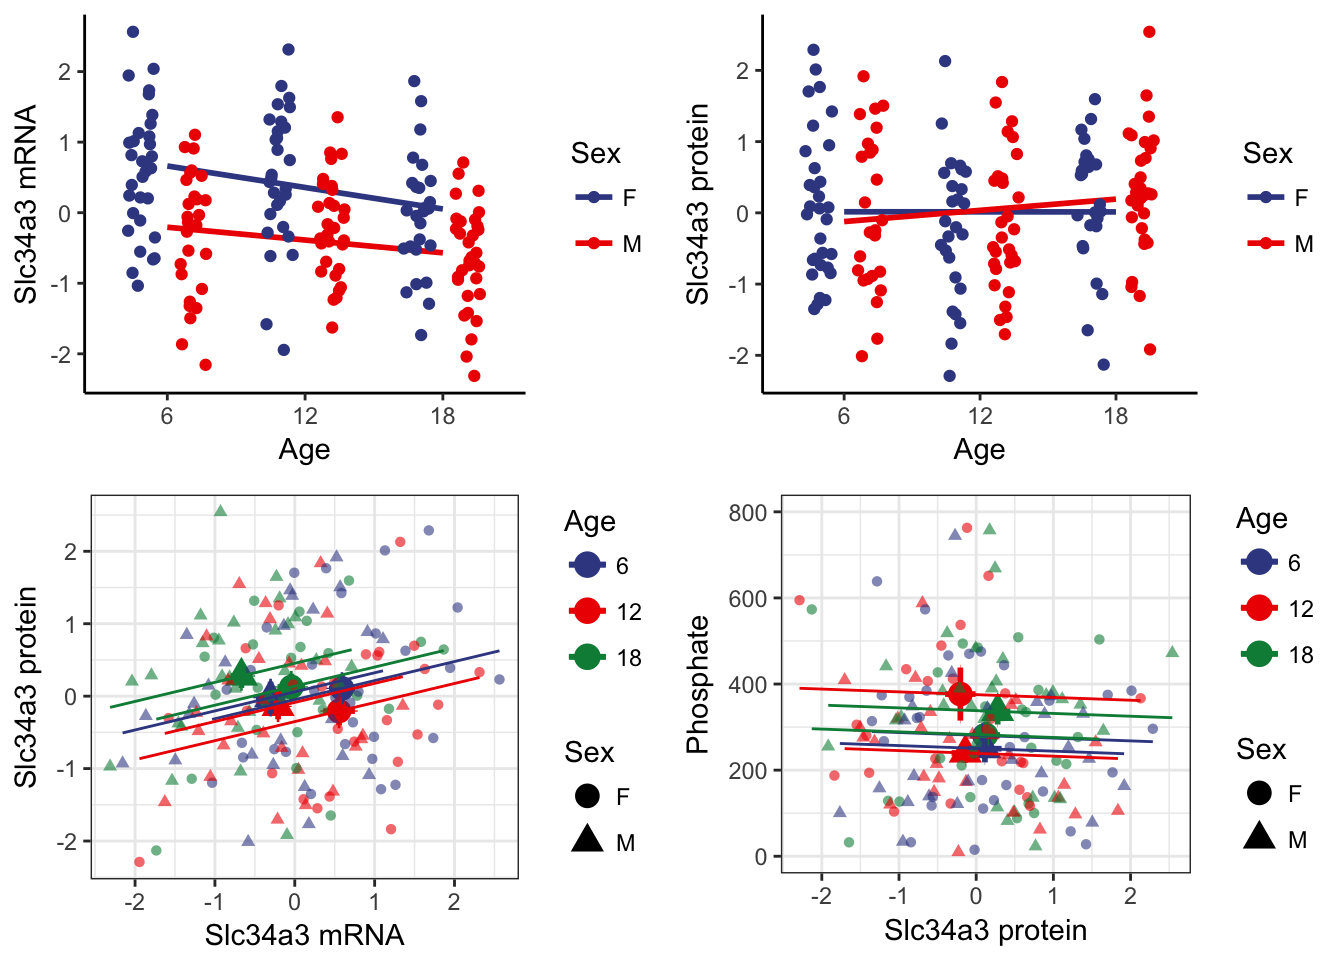 Slc34a3 mRNA
2
1
0
-1
-2
6 12 18
Age
Sex
F
M
Slc34a3 protein
2
1
0
-1
-2
6 12 18
Age
Sex
F
M
Slc34a3 protein
2
1
0
-1
-2
-2 -1 0 1 2
Slc34a3 mRNA
Age
6
12
18
Sex
F
M
Phosphate
800
600
400
200
0
-2 -1 0 1 2
Slc34a3 protein
Age
6
12
18
Sex
F
M